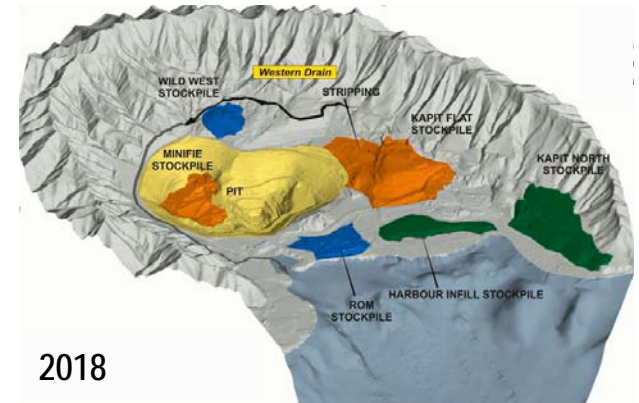 Western Drain
WILD WEST
STOCKPILE
STRIPPING
KAPIT FLAT
STOCKPILE
KAPIT NORTH
STOCKPILE
MINIFIE
STOCKPILE
PIT
HARBOUR INFILL STOCKPILE
ROM
STOCKPILE
2018